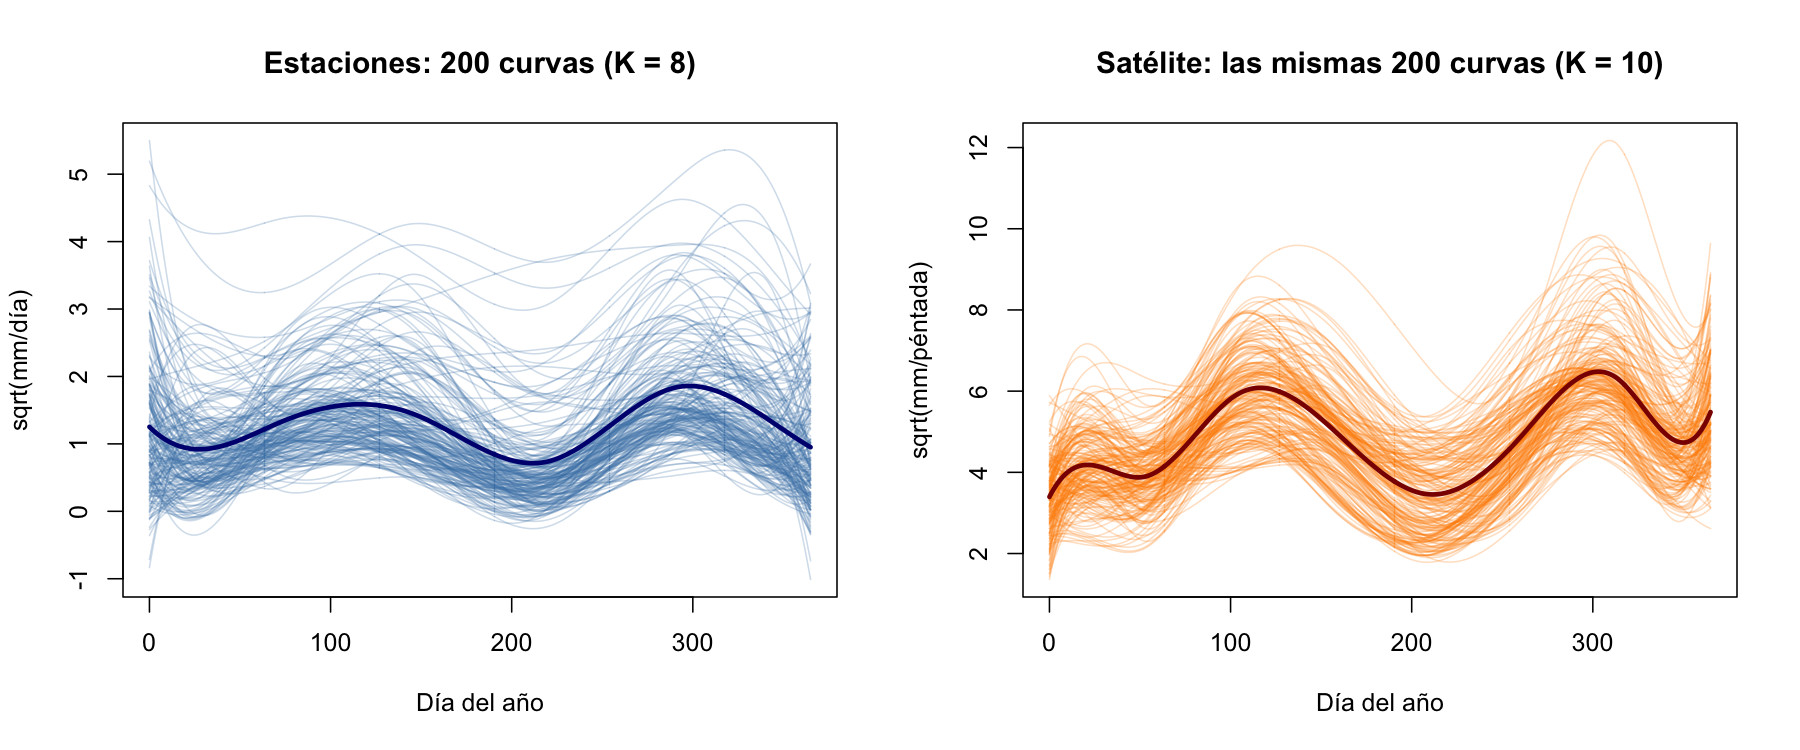 Estaciones: 200 curvas (K = 8)
sqrt(mm/día)
5
4
3
2
1
0
-1
0 100 200 300
Día del año
Satélite: las mismas 200 curvas (K = 10)
sqrt(mm/péntada)
12
10
8
6
4
2
0 100 200 300
Día del año